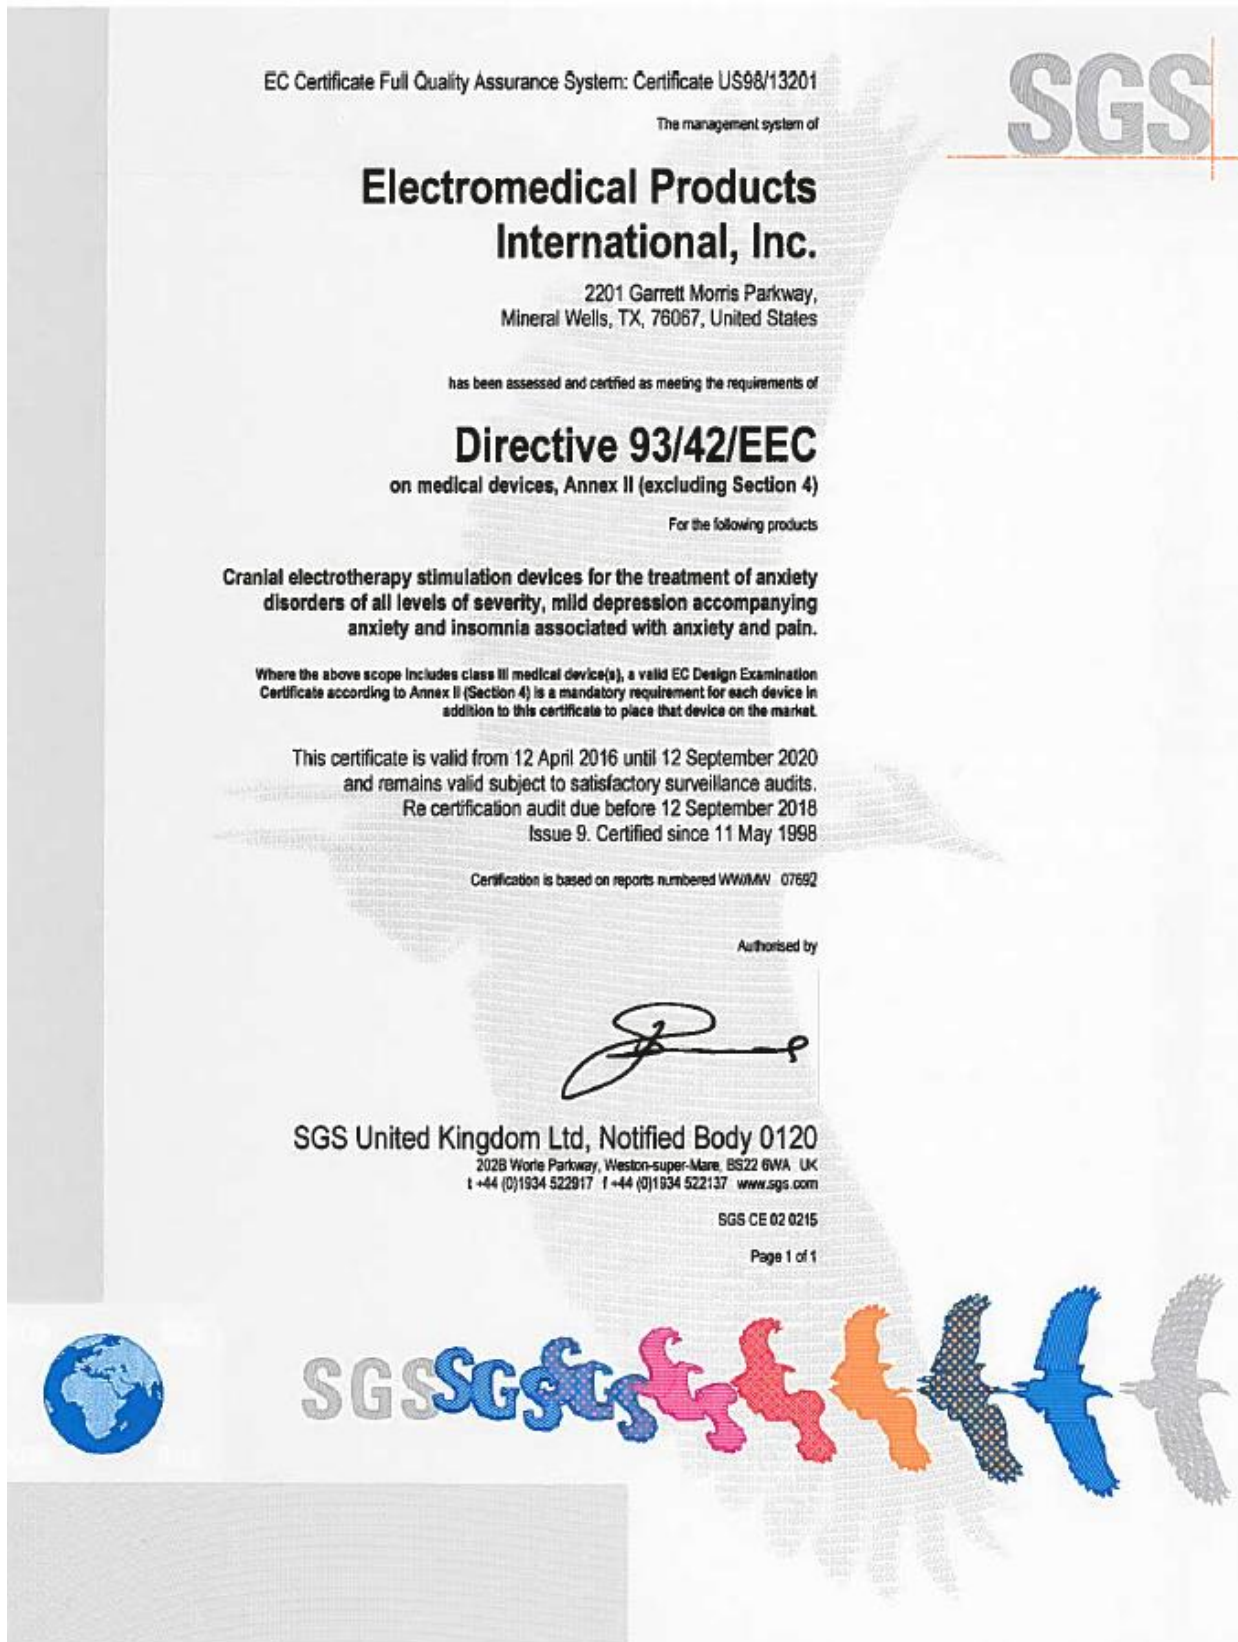 EC Certificate Full Quality Assurance System: Certificate US98/13201
SGS
The management system of
Electromedical Products
International, Inc.
2201 Garrett Morris Parkway,
Mineral Wells, TX, 76067, United States
has been assessed and certified as meeting the requirements of
Directive 93/42/EEC
on medical devices, Annex II (excluding Section 4)
For the following products
Cranial electrotherapy stimulation devices for the treatment of anxiety
disorders of all levels of severity, mild depression accompanying
anxiety and insomnia associated with anxiety and pain.
Where the above scope includes class III medical device(s), a valid EC Design Examination
Certificate according to Annex II (Section 4) is a mandatory requirement for each device in
addition to this certificate to place that device on the market.
This certificate is valid from 12 April 2016 until 12 September 2020
and remains valid subject to satisfactory surveillance audits.
Re certification audit due before 12 September 2018
Issue 9. Certified since 11 May 1998
Certification is based on reports numbered WW/MW 07692
Authorised by
SGS United Kingdom Ltd, Notified Body 0120
202B Worle Parkway, Weston-super-Mare, BS22 6WA UK
t +44 (0)1934 522917 f +44 (0)1934 522137 www.sgs.com
SGS CE 02 0215
Page 1 of 1
SGS SGS SGS